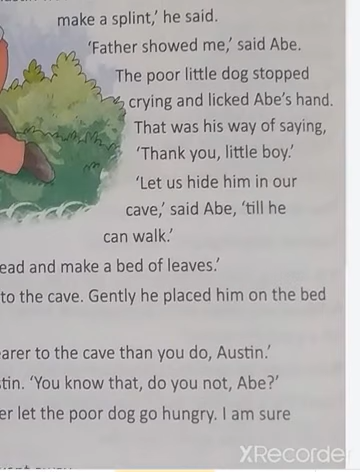 make a splint,' he said.
'Father showed me,' said Abe.
The poor little dog stopped
crying and licked Abe's hand.
That was his way of saying,
'Thank you, little boy.'
'Let us hide him in our
cave,' said Abe, 'till he
can walk.'
ead and make a bed of leaves.'
to the cave. Gently he placed him on the bed
arer to the cave than you do, Austin.'
tin. 'You know that, do you not, Abe?'
er let the poor dog go hungry. I am sure
XRecorder